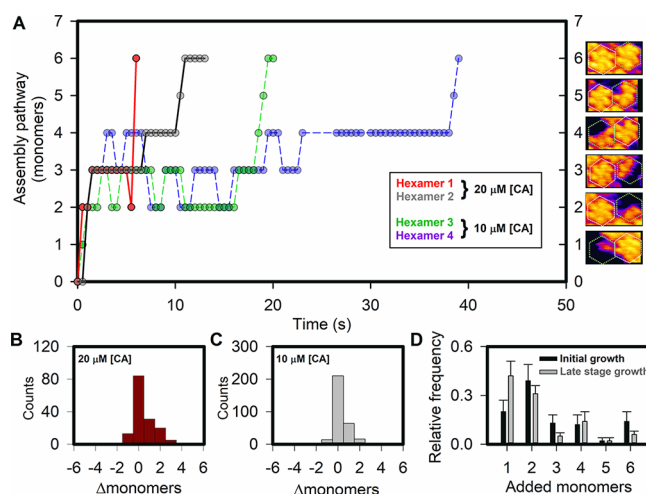 A
Assembly pathway
(monomers)
7
6
5
4
3
2
1
0
7
6
5
4
3
2
1
0
0 10 20 30 40 50
Time (s)
Hexamer 1
Hexamer 2
} 20 µM [CA]
Hexamer 3
Hexamer 4
} 10 µM [CA]
B
20 µM [CA]
Counts
120
80
40
0
-6 -4 -2 0 2 4 6
Δmonomers
C
10 µM [CA]
Counts
300
200
100
0
-6 -4 -2 0 2 4 6
Δmonomers
D
Initial growth
Late stage growth
Relative frequency
0.6
0.3
0.0
1 2 3 4 5 6
Added monomers